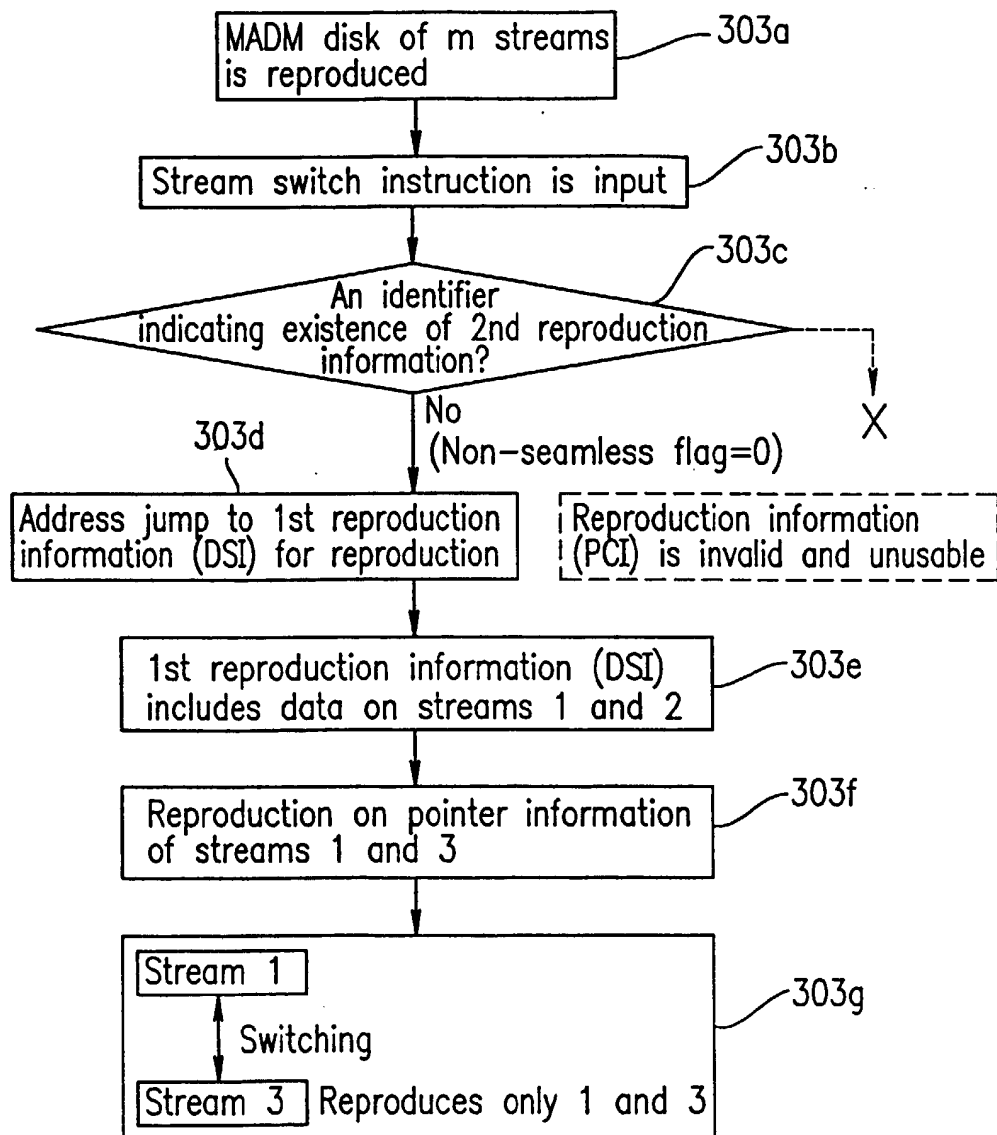 MADM disk of m streams
is reproduced
303a
Stream switch instruction is input
303b
303c
An identifier
indicating existence of 2nd reproduction
information?
X
No
(Non-seamless flag=0)
303d
Address jump to 1st reproduction
information (DSI) for reproduction
Reproduction information
(PCI) is invalid and unusable
1st reproduction information (DSI)
includes data on streams 1 and 2
303e
Reproduction on pointer information
of streams 1 and 3
303f
Stream 1
Switching
Stream 3 Reproduces only 1 and 3
303g